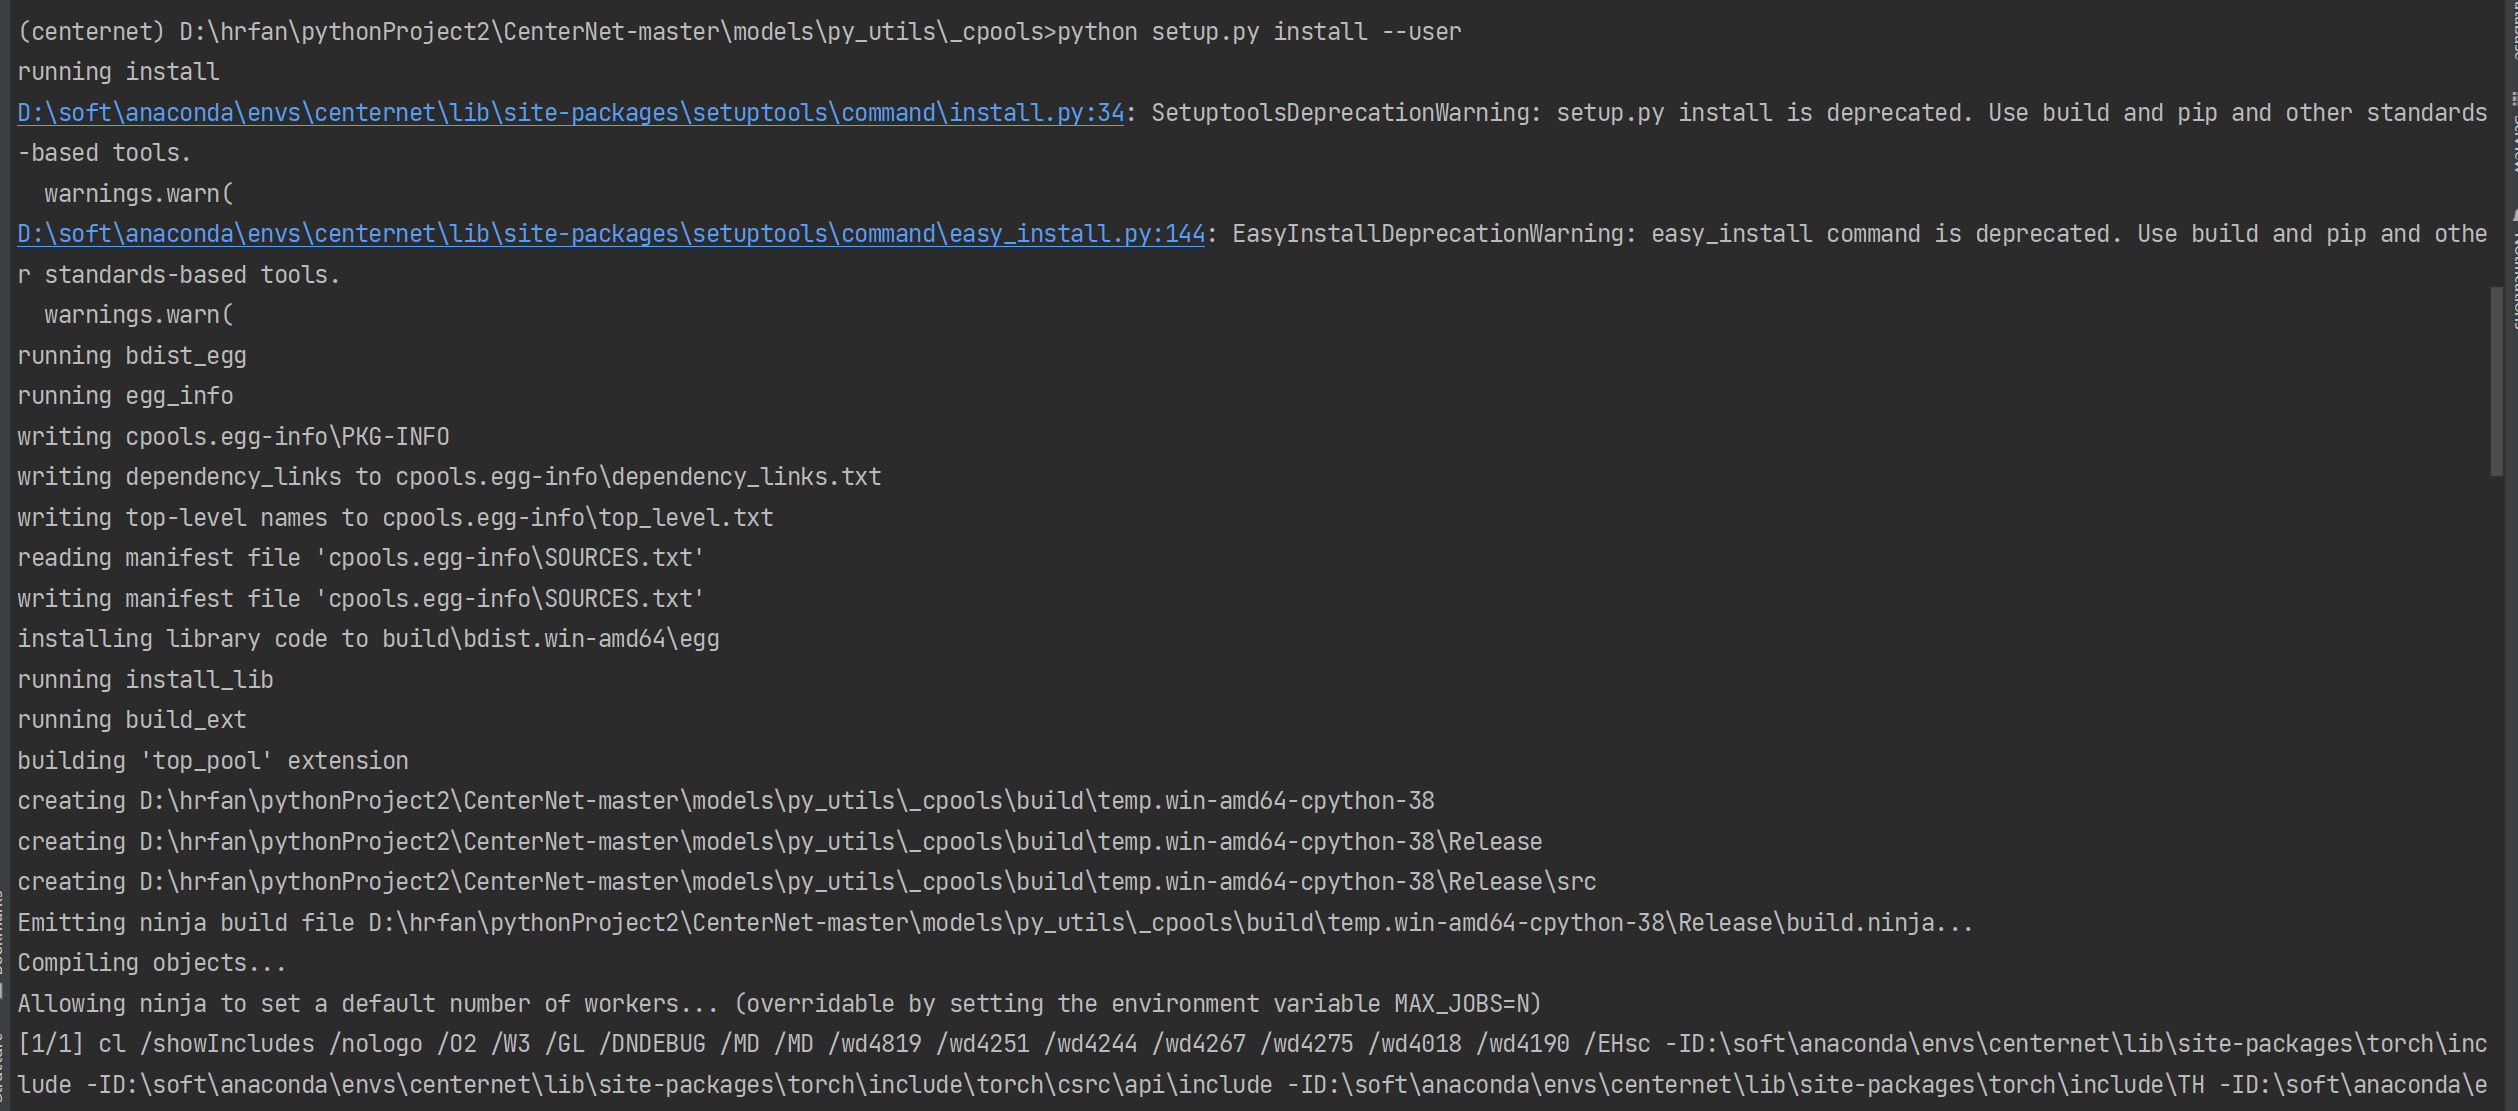 (centernet) D:\hrfan\pythonProject2\CenterNet-master\models\py_utils\_cpools>python setup.py install --user
running install
D:\soft\anaconda\envs\centernet\lib\site-packages\setuptools\command\install.py:34: SetuptoolsDeprecationWarning: setup.py install is deprecated. Use build and pip and other standards
-based tools.
  warnings.warn(
D:\soft\anaconda\envs\centernet\lib\site-packages\setuptools\command\easy_install.py:144: EasyInstallDeprecationWarning: easy_install command is deprecated. Use build and pip and othe
r standards-based tools.
  warnings.warn(
running bdist_egg
running egg_info
writing cpools.egg-info\PKG-INFO
writing dependency_links to cpools.egg-info\dependency_links.txt
writing top-level names to cpools.egg-info\top_level.txt
reading manifest file 'cpools.egg-info\SOURCES.txt'
writing manifest file 'cpools.egg-info\SOURCES.txt'
installing library code to build\bdist.win-amd64\egg
running install_lib
running build_ext
building 'top_pool' extension
creating D:\hrfan\pythonProject2\CenterNet-master\models\py_utils\_cpools\build\temp.win-amd64-cpython-38
creating D:\hrfan\pythonProject2\CenterNet-master\models\py_utils\_cpools\build\temp.win-amd64-cpython-38\Release
creating D:\hrfan\pythonProject2\CenterNet-master\models\py_utils\_cpools\build\temp.win-amd64-cpython-38\Release\src
Emitting ninja build file D:\hrfan\pythonProject2\CenterNet-master\models\py_utils\_cpools\build\temp.win-amd64-cpython-38\Release\build.ninja...
Compiling objects...
Allowing ninja to set a default number of workers... (overridable by setting the environment variable MAX_JOBS=N)
[1/1] cl /showIncludes /nologo /O2 /W3 /GL /DNDEBUG /MD /MD /wd4819 /wd4251 /wd4244 /wd4267 /wd4275 /wd4018 /wd4190 /EHsc -ID:\soft\anaconda\envs\centernet\lib\site-packages\torch\inc
lude -ID:\soft\anaconda\envs\centernet\lib\site-packages\torch\include\torch\csrc\api\include -ID:\soft\anaconda\envs\centernet\lib\site-packages\torch\include\TH -ID:\soft\anaconda\e